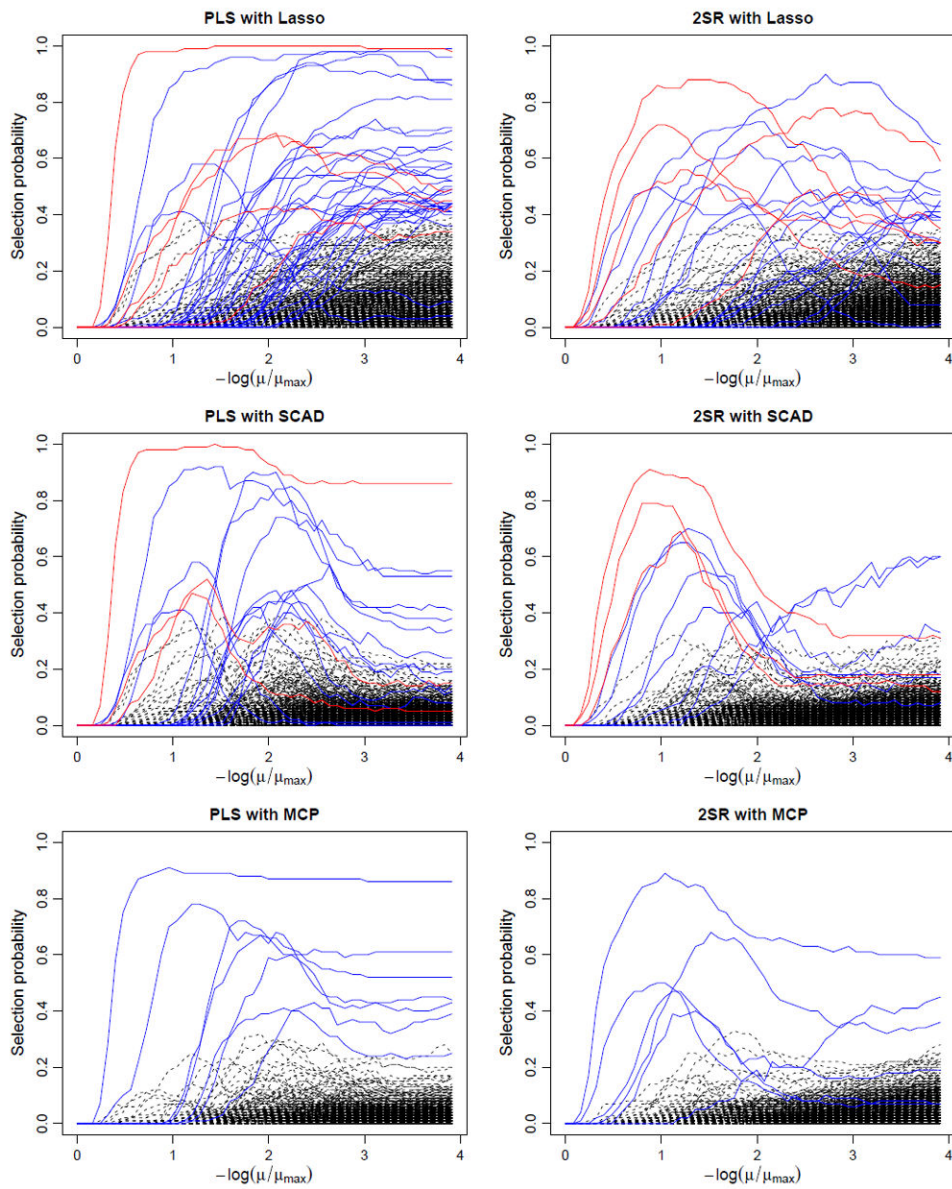 PLS with Lasso
Selection probability
0.0 0.2 0.4 0.6 0.8 1.0
0 1 2 3 4
−log(μ/μmax)
2SR with Lasso
Selection probability
0.0 0.2 0.4 0.6 0.8 1.0
0 1 2 3 4
−log(μ/μmax)
PLS with SCAD
Selection probability
0.0 0.2 0.4 0.6 0.8 1.0
0 1 2 3 4
−log(μ/μmax)
2SR with SCAD
Selection probability
0.0 0.2 0.4 0.6 0.8 1.0
0 1 2 3 4
−log(μ/μmax)
PLS with MCP
Selection probability
0.0 0.2 0.4 0.6 0.8 1.0
0 1 2 3 4
−log(μ/μmax)
2SR with MCP
Selection probability
0.0 0.2 0.4 0.6 0.8 1.0
0 1 2 3 4
−log(μ/μmax)